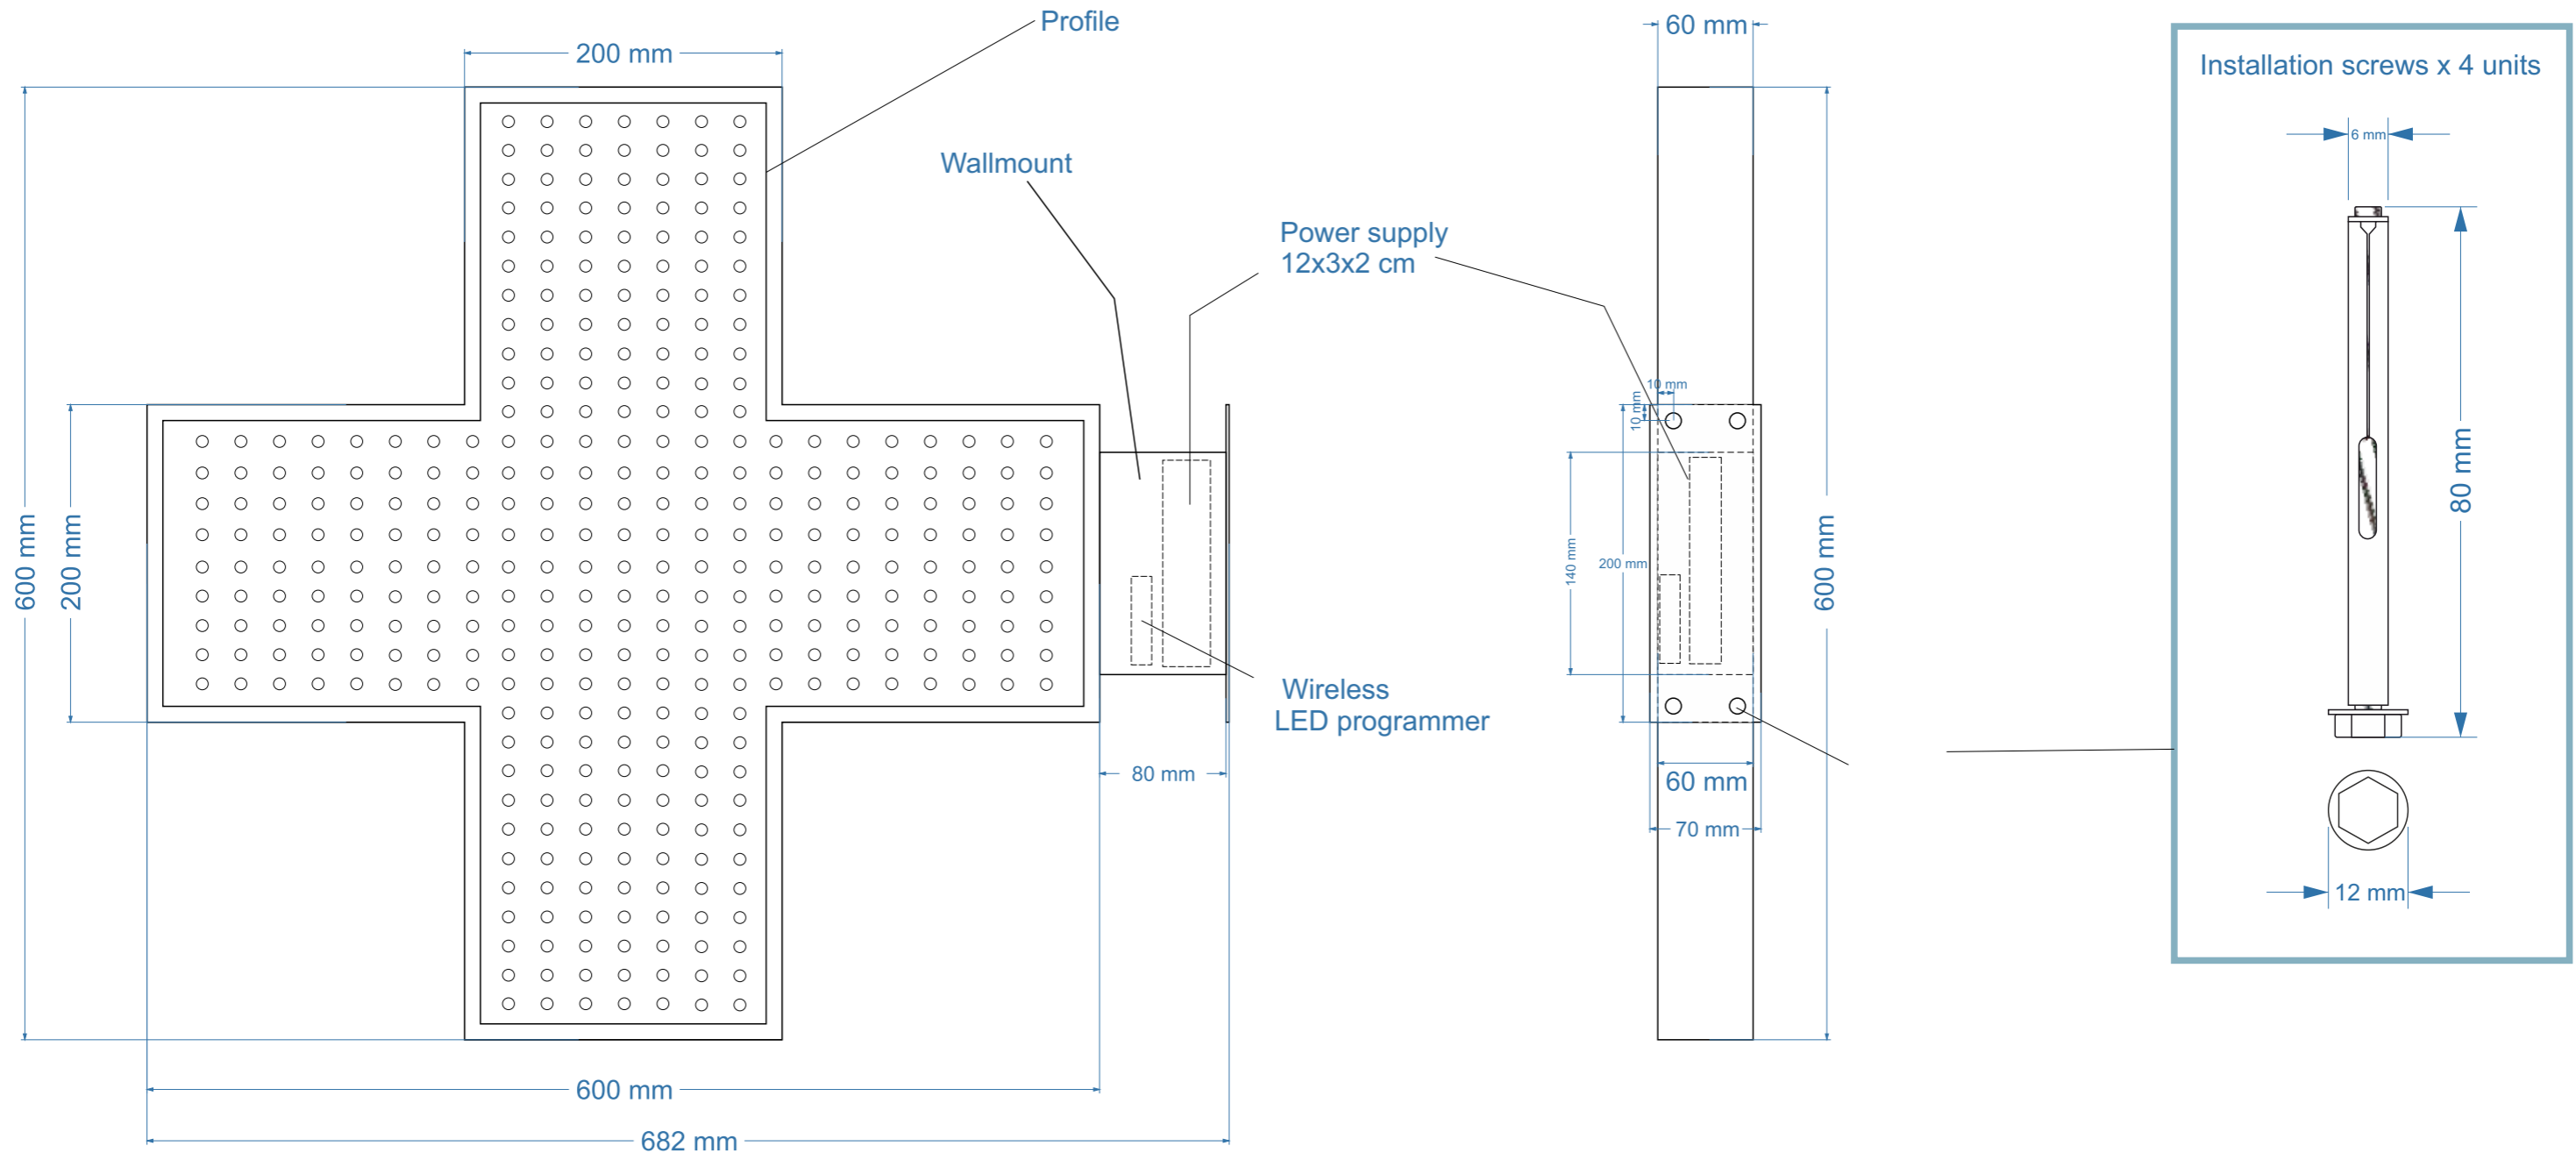 Profile
200 mm
60 mm
Installation screws x 4 units
6 mm
Wallmount
Power supply
12x3x2 cm
10 mm
10 mm
80 mm
600 mm
200 mm
140 mm
200 mm
600 mm
Wireless
LED programmer
80 mm
60 mm
70 mm
12 mm
600 mm
682 mm